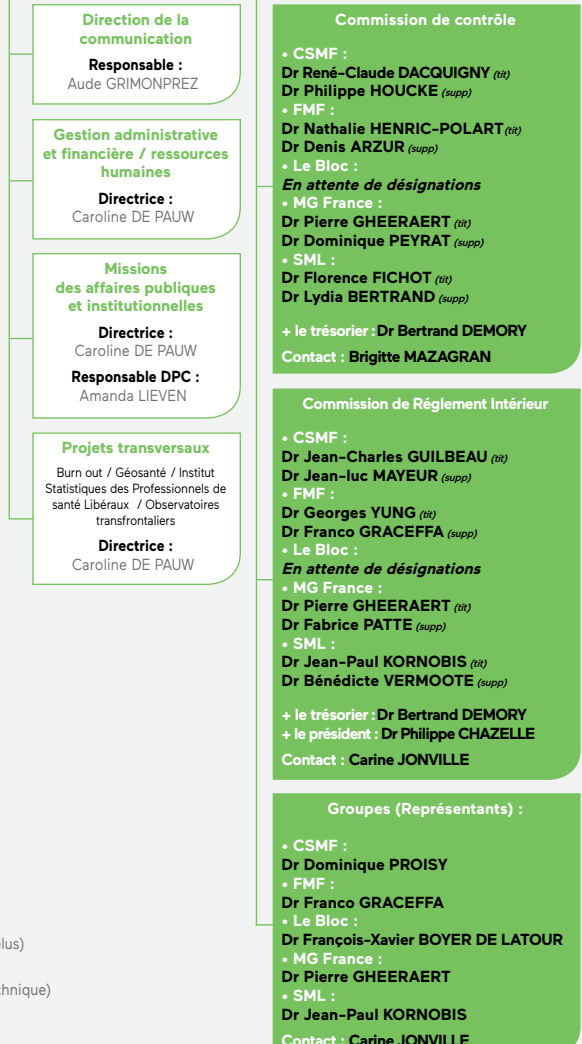 Direction de la
communication
Responsable :
Aude GRIMONPREZ
Gestion administrative
et financière / ressources
humaines
Directrice :
Caroline DE PAUW
Missions
des affaires publiques
et institutionnelles
Directrice :
Caroline DE PAUW
Responsable DPC :
Amanda LIEVEN
Projets transversaux
Burn out / Géosanté / Institut
Statistiques des Professionnels de
santé Libéraux / Observatoires
transfrontaliers
Directrice :
Caroline DE PAUW
Commission de contrôle
• CSMF :
Dr René-Claude DACQUIGNY (tit)
Dr Philippe HOUCKE (supp)
• FMF :
Dr Nathalie HENRIC-POLART (tit)
Dr Denis ARZUR (supp)
• Le Bloc :
En attente de désignations
• MG France :
Dr Pierre GHEERAERT (tit)
Dr Dominique PEYRAT (supp)
• SML :
Dr Florence FICHOT (tit)
Dr Lydia BERTRAND (supp)
+ le trésorier : Dr Bertrand DEMORY
Contact : Brigitte MAZAGRAN
Commission de Réglement Intérieur
• CSMF :
Dr Jean-Charles GUILBEAU (tit)
Dr Jean-luc MAYEUR (supp)
• FMF :
Dr Georges YUNG (tit)
Dr Franco GRACEFFA (supp)
• Le Bloc :
En attente de désignations
• MG France :
Dr Pierre GHEERAERT (tit)
Dr Fabrice PATTE (supp)
• SML :
Dr Jean-Paul KORNOBIS (tit)
Dr Bénédicte VERMOOTE (supp)
+ le trésorier : Dr Bertrand DEMORY
+ le président : Dr Philippe CHAZELLE
Contact : Carine JONVILLE
Groupes (Représentants) :
• CSMF :
Dr Dominique PROISY
• FMF :
Dr Franco GRACEFFA
• Le Bloc :
Dr François-Xavier BOYER DE LATOUR
• MG France :
Dr Pierre GHEERAERT
• SML :
Dr Jean-Paul KORNOBIS
Contact : Carine JONVILLE
lus)
chnique)